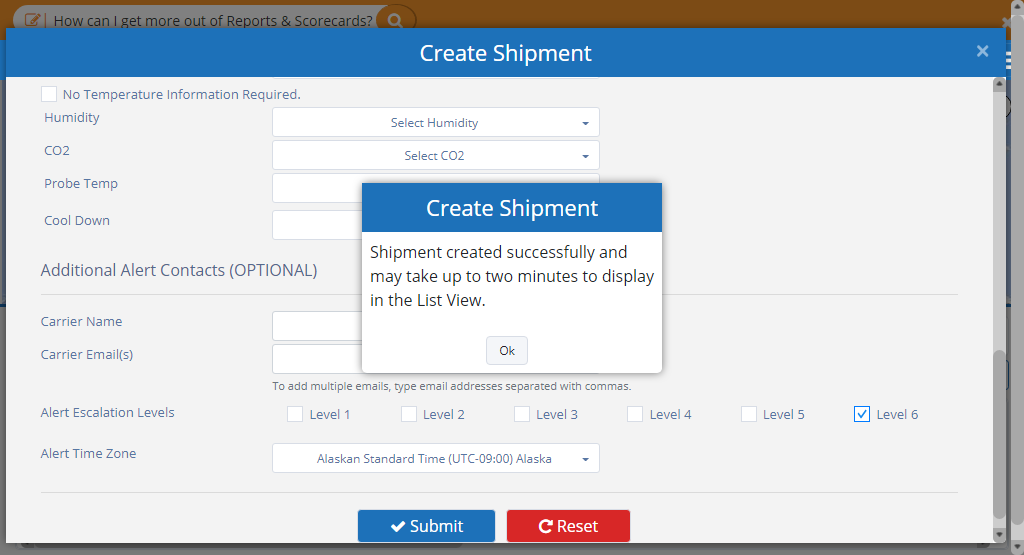 How can I get more out of Reports & Scorecards?
Create Shipment
×
No Temperature Information Required.
Humidity
Select Humidity
CO2
Select CO2
Probe Temp
Cool Down
Create Shipment
Shipment created successfully and
may take up to two minutes to display
in the List View.
Ok
Additional Alert Contacts (OPTIONAL)
Carrier Name
Carrier Email(s)
To add multiple emails, type email addresses separated with commas.
Alert Escalation Levels
Level 1
Level 2
Level 3
Level 4
Level 5
Level 6
Alert Time Zone
Alaskan Standard Time (UTC-09:00) Alaska
Submit
Reset